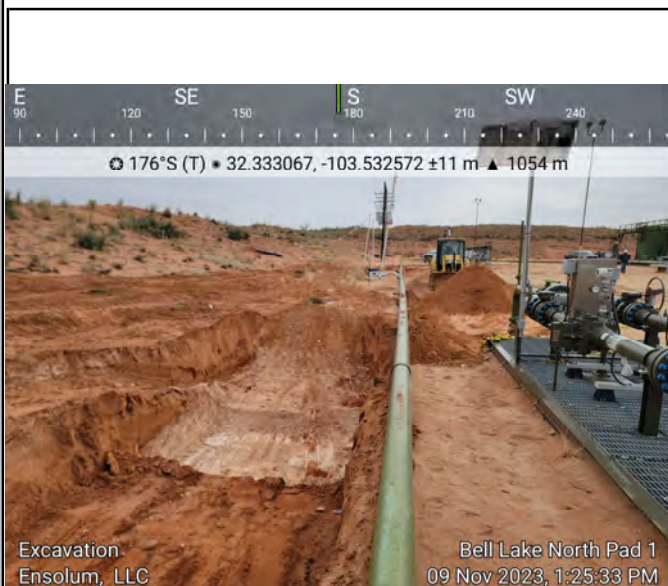 E SE S SW
90 120 150 180 210 240
176°S (T) • 32.333067, -103.532572 ±11 m ▲ 1054 m
Excavation
Ensolum, LLC
Bell Lake North Pad 1
09 Nov 2023, 1:25:33 PM